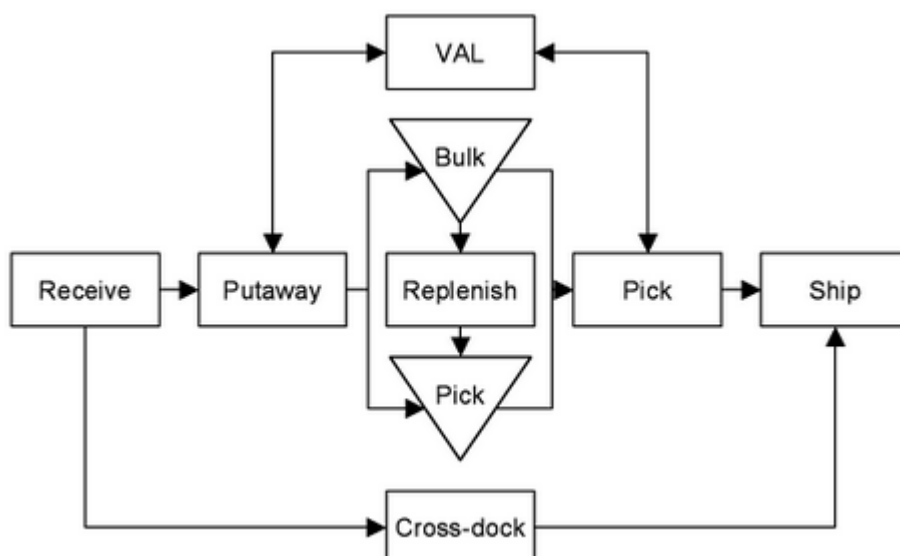 VAL
Bulk
Receive
Putaway
Replenish
Pick
Ship
Pick
Cross-dock